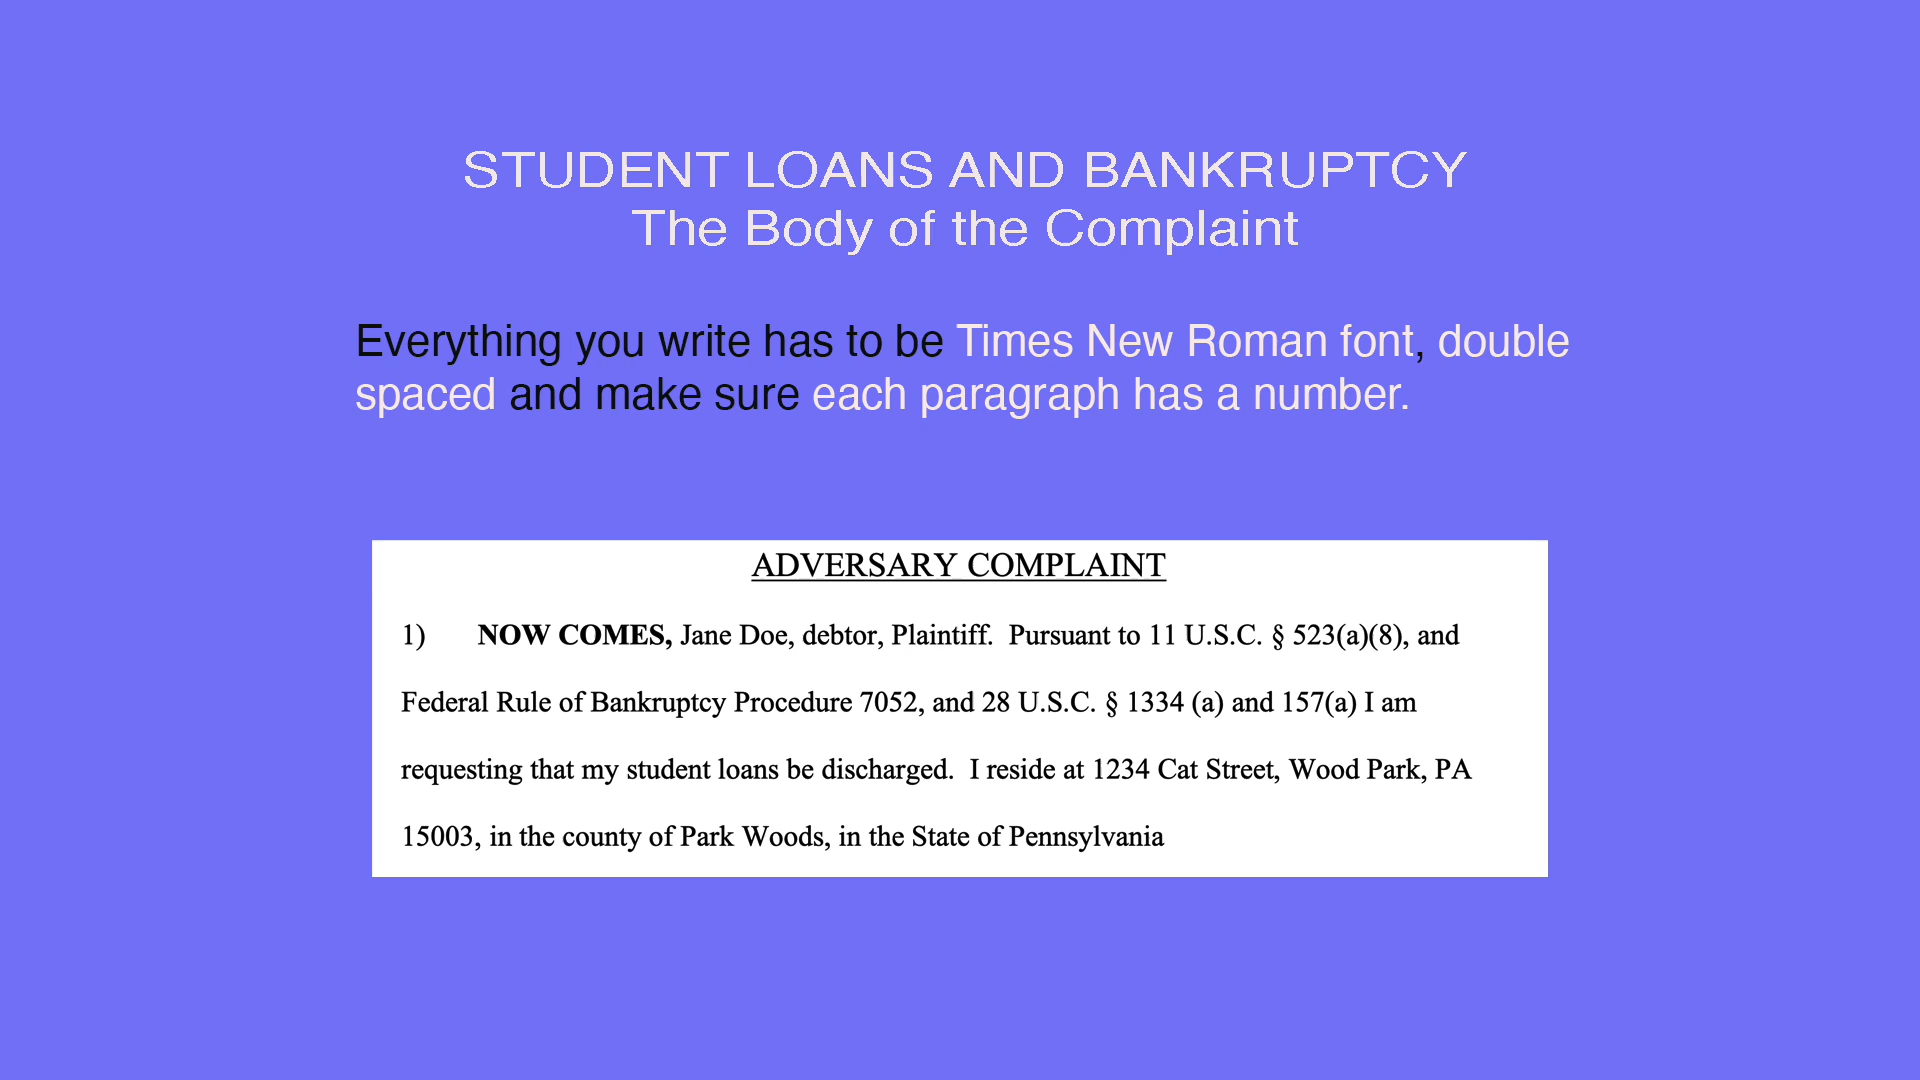 STUDENT LOANS AND BANKRUPTCY
The Body of the Complaint
Everything you write has to be Times New Roman font, double
spaced and make sure each paragraph has a number.
ADVERSARY COMPLAINT
1) NOW COMES, Jane Doe, debtor, Plaintiff. Pursuant to 11 U.S.C. § 523(a)(8), and
Federal Rule of Bankruptcy Procedure 7052, and 28 U.S.C. § 1334 (a) and 157(a) I am
requesting that my student loans be discharged. I reside at 1234 Cat Street, Wood Park, PA
15003, in the county of Park Woods, in the State of Pennsylvania